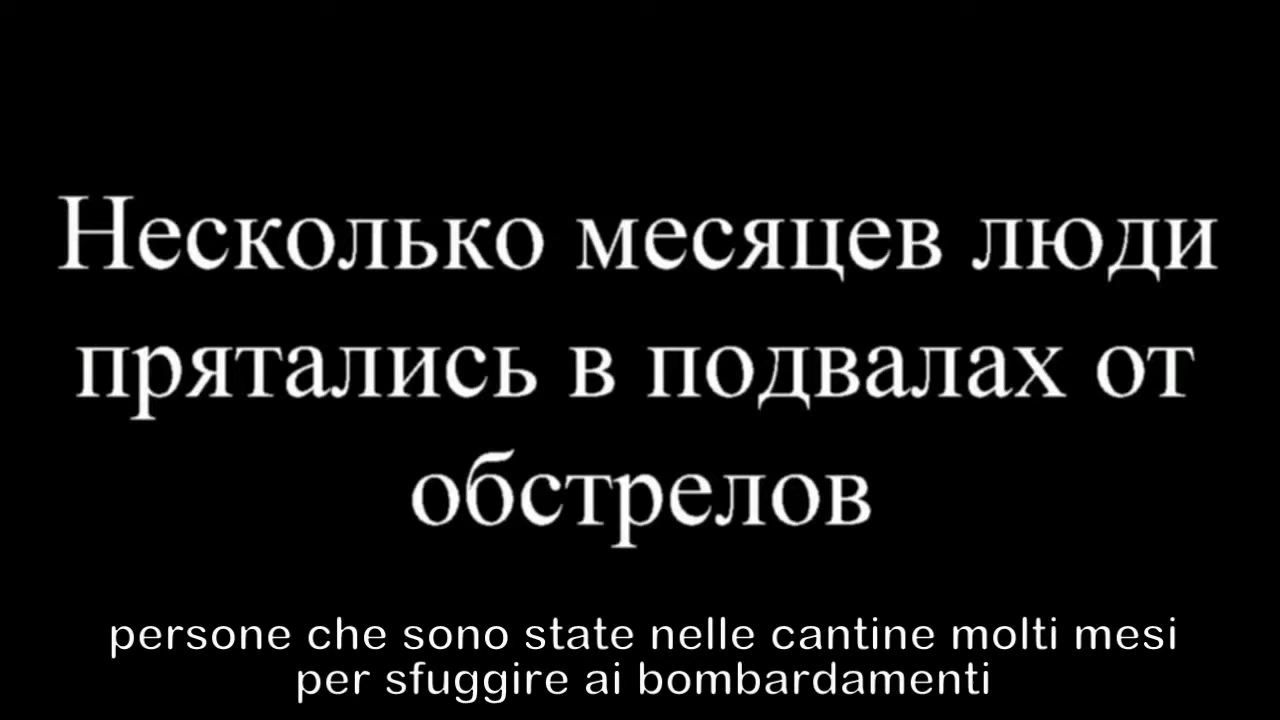 Несколько месяцев люди
прятались в подвалах от
обстрелов
persone che sono state nelle cantine molti mesi
per sfuggire ai bombardamenti